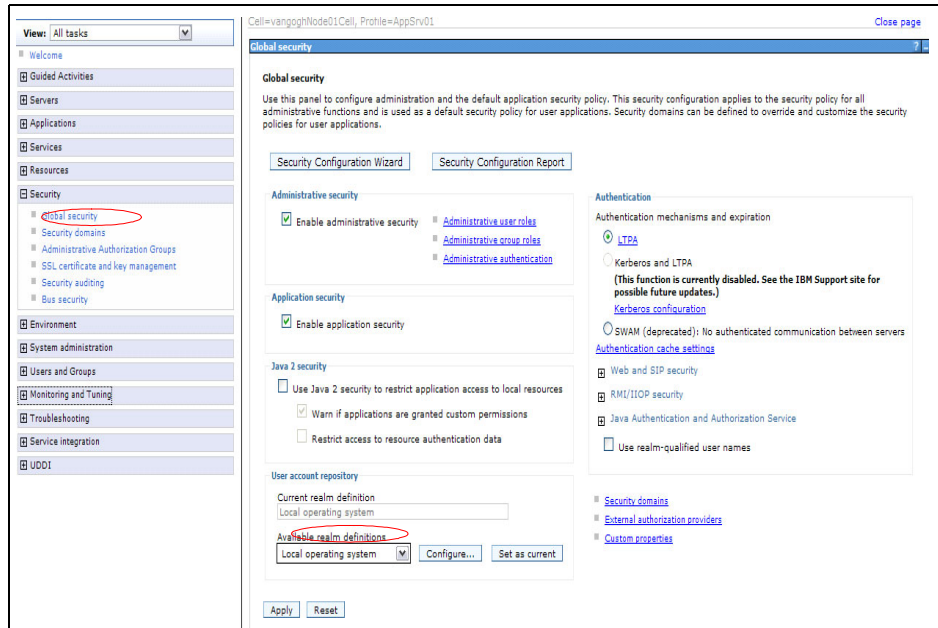 View: All tasks
Welcome
Guided Activities
Servers
Applications
Services
Resources
Security
Global security
Security domains
Administrative Authorization Groups
SSL certificate and key management
Security auditing
Bus security
Environment
System administration
Users and Groups
Monitoring and Tuning
Troubleshooting
Service integration
UDDI
Cell=vangoghNode01Cell, Profile=AppSrv01
Close page
Global security ? -
Global security
Use this panel to configure administration and the default application security policy. This security configuration applies to the security policy for all
administrative functions and is used as a default security policy for user applications. Security domains can be defined to override and customize the security
policies for user applications.
Security Configuration Wizard
Security Configuration Report
Administrative security
Enable administrative security
Administrative user roles
Administrative group roles
Administrative authentication
Application security
Enable application security
Java 2 security
Use Java 2 security to restrict application access to local resources
Warn if applications are granted custom permissions
Restrict access to resource authentication data
User account repository
Current realm definition
Local operating system
Available realm definitions
Local operating system
Configure...
Set as current
Apply
Reset
Authentication
Authentication mechanisms and expiration
LTPA
Kerberos and LTPA
(This function is currently disabled. See the IBM Support site for
possible future updates.)
Kerberos configuration
SWAM (deprecated): No authenticated communication between servers
Authentication cache settings
Web and SIP security
RMI/IIOP security
Java Authentication and Authorization Service
Use realm-qualified user names
Security domains
External authorization providers
Custom properties